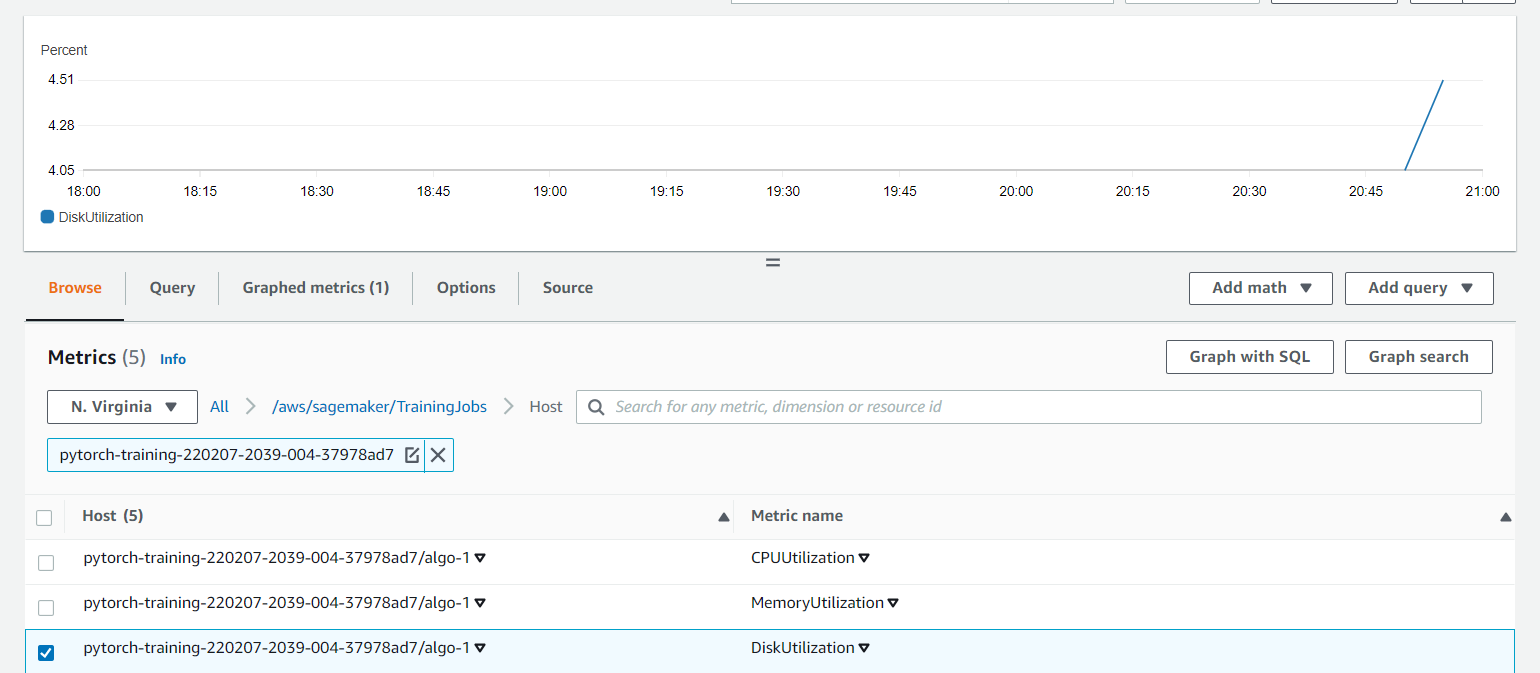 Percent
4.51
4.28
4.05
18:00 18:15 18:30 18:45 19:00 19:15 19:30 19:45 20:00 20:15 20:30 20:45 21:00
DiskUtilization
Browse Query Graphed metrics (1) Options Source Add math Add query
Metrics (5) Info Graph with SQL Graph search
N. Virginia All /aws/sagemaker/TrainingJobs Host Search for any metric, dimension or resource id
pytorch-training-220207-2039-004-37978ad7
Host (5) Metric name
pytorch-training-220207-2039-004-37978ad7/algo-1 CPUUtilization
pytorch-training-220207-2039-004-37978ad7/algo-1 MemoryUtilization
pytorch-training-220207-2039-004-37978ad7/algo-1 DiskUtilization